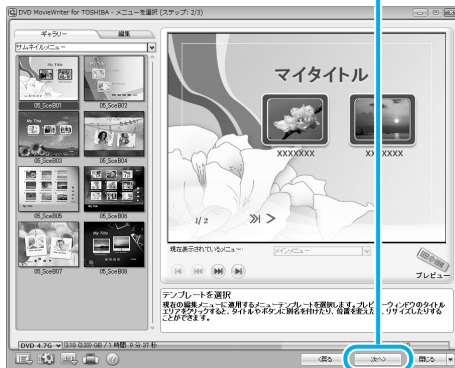 DVD MovieWriter for TOSHIBA - メニューを選択 (ステップ: 2/3)
ギャラリー
編集
サムネイルメニュー
05_SceB01
05_SceB02
05_SceB03
05_SceB04
05_SceB05
05_SceB06
05_SceB07
05_SceB08
マイタイトル
XXXXXXX
1/2
現在表示されているメニュー:
メインメニュー
プレビュー
テンプレートを選択
現在の編集メニューに適用するメニューテンプレートを選択します。プレビューウィンドウのタイトル
エリアをクリックすると、タイトルやボタンに別名を付けたり、位置を変えたり、リサイズしたりする
ことができます。
DVD 4.7G
1 時間 9 分 37 秒
<戻る
次へ>
閉じる